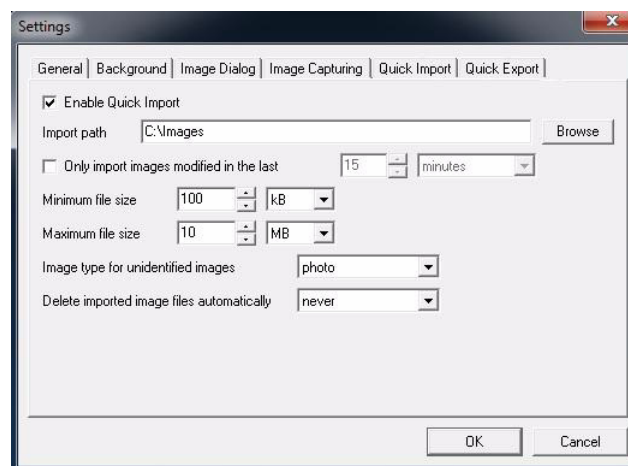 Settings
General Background Image Dialog Image Capturing Quick Import Quick Export
Enable Quick Import
Import path C:\Images Browse
Only import images modified in the last 15 minutes
Minimum file size 100 kB
Maximum file size 10 MB
Image type for unidentified images photo
Delete imported image files automatically never
OK Cancel